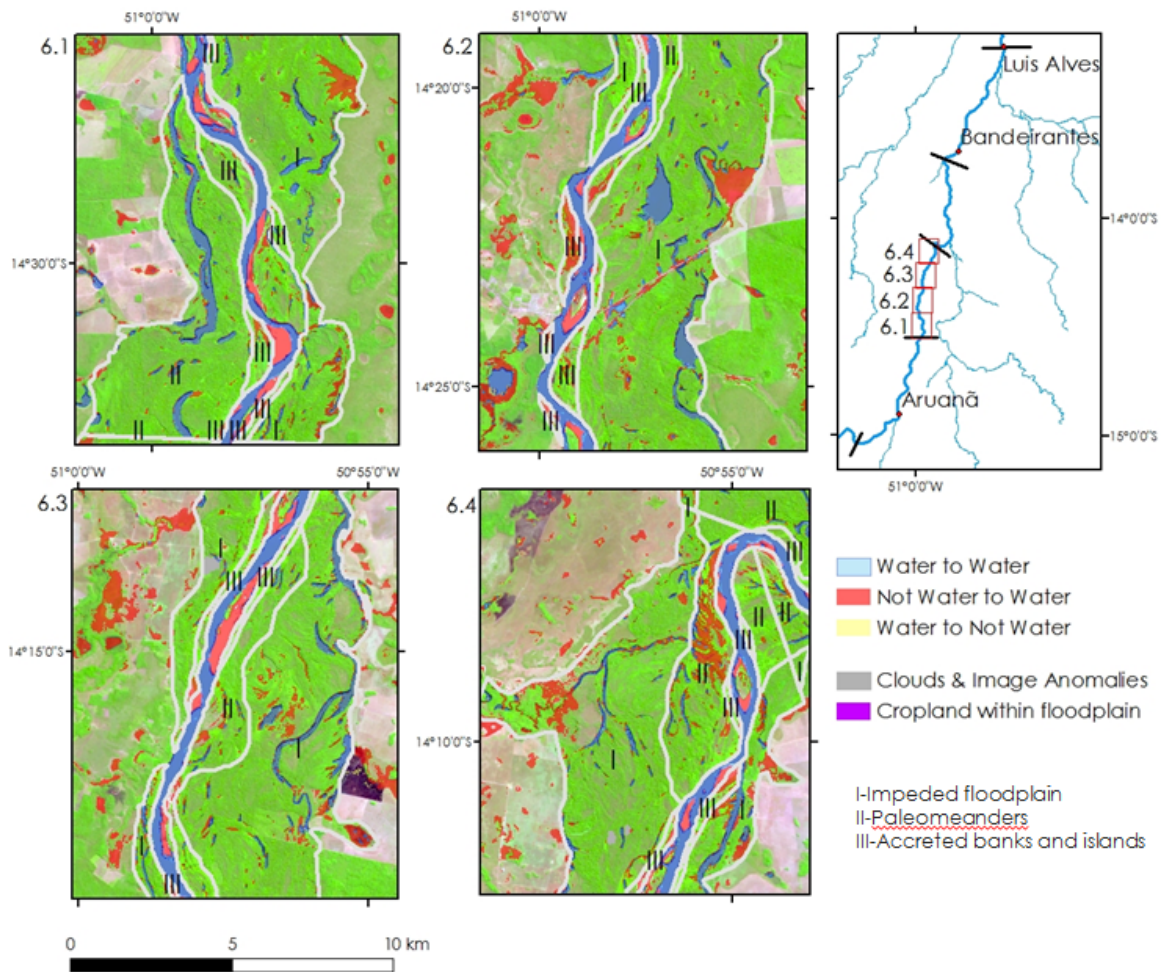 51°0'0"W
51°0'0"W
6.1
III
I
III
III
14°30'0"S
III
II
III
II
III
III
I
6.2
I
II
III
14°20'0"S
III
I
III
III
14°25'0"S
III
Luis Alves
Bandeirantes
14°0'0"S
6.4
6.3
6.2
6.1
Aruanã
15°0'0"S
51°0'0"W
51°0'0"W
50°55'0"W
6.3
I
III
III
14°15'0"S
II
I
I
III
50°55'0"W
6.4
I
II
III
II
II
III
II
I
III
14°10'0"S
I
III
I
III
Water to Water
Not Water to Water
Water to Not Water
Clouds & Image Anomalies
Cropland within floodplain
I-Impeded floodplain
II-Paleomeanders
III-Accreted banks and islands
0 5 10 km